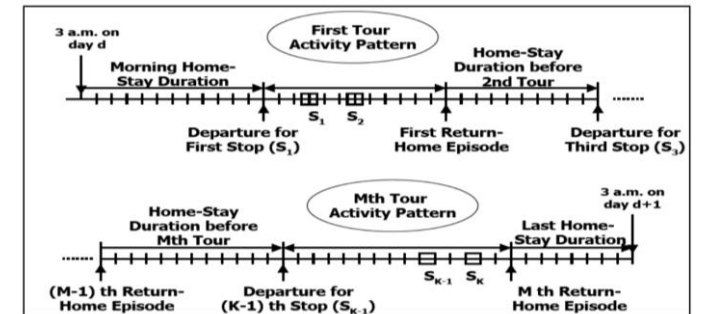 3 a.m. on
day d
First Tour
Activity Pattern
Morning Home-
Stay Duration
Home-Stay
Duration before
2nd Tour
S1 S2
Departure for
First Stop (S1)
First Return-
Home Episode
Departure for
Third Stop (S3)
.......
Home-Stay
Duration before
Mth Tour
Mth Tour
Activity Pattern
Last Home-
Stay Duration
3 a.m. on
day d+1
.......
SK-1 SK
(M-1) th Return-
Home Episode
Departure for
(K-1) th Stop (SK-1)
M th Return-
Home Episode